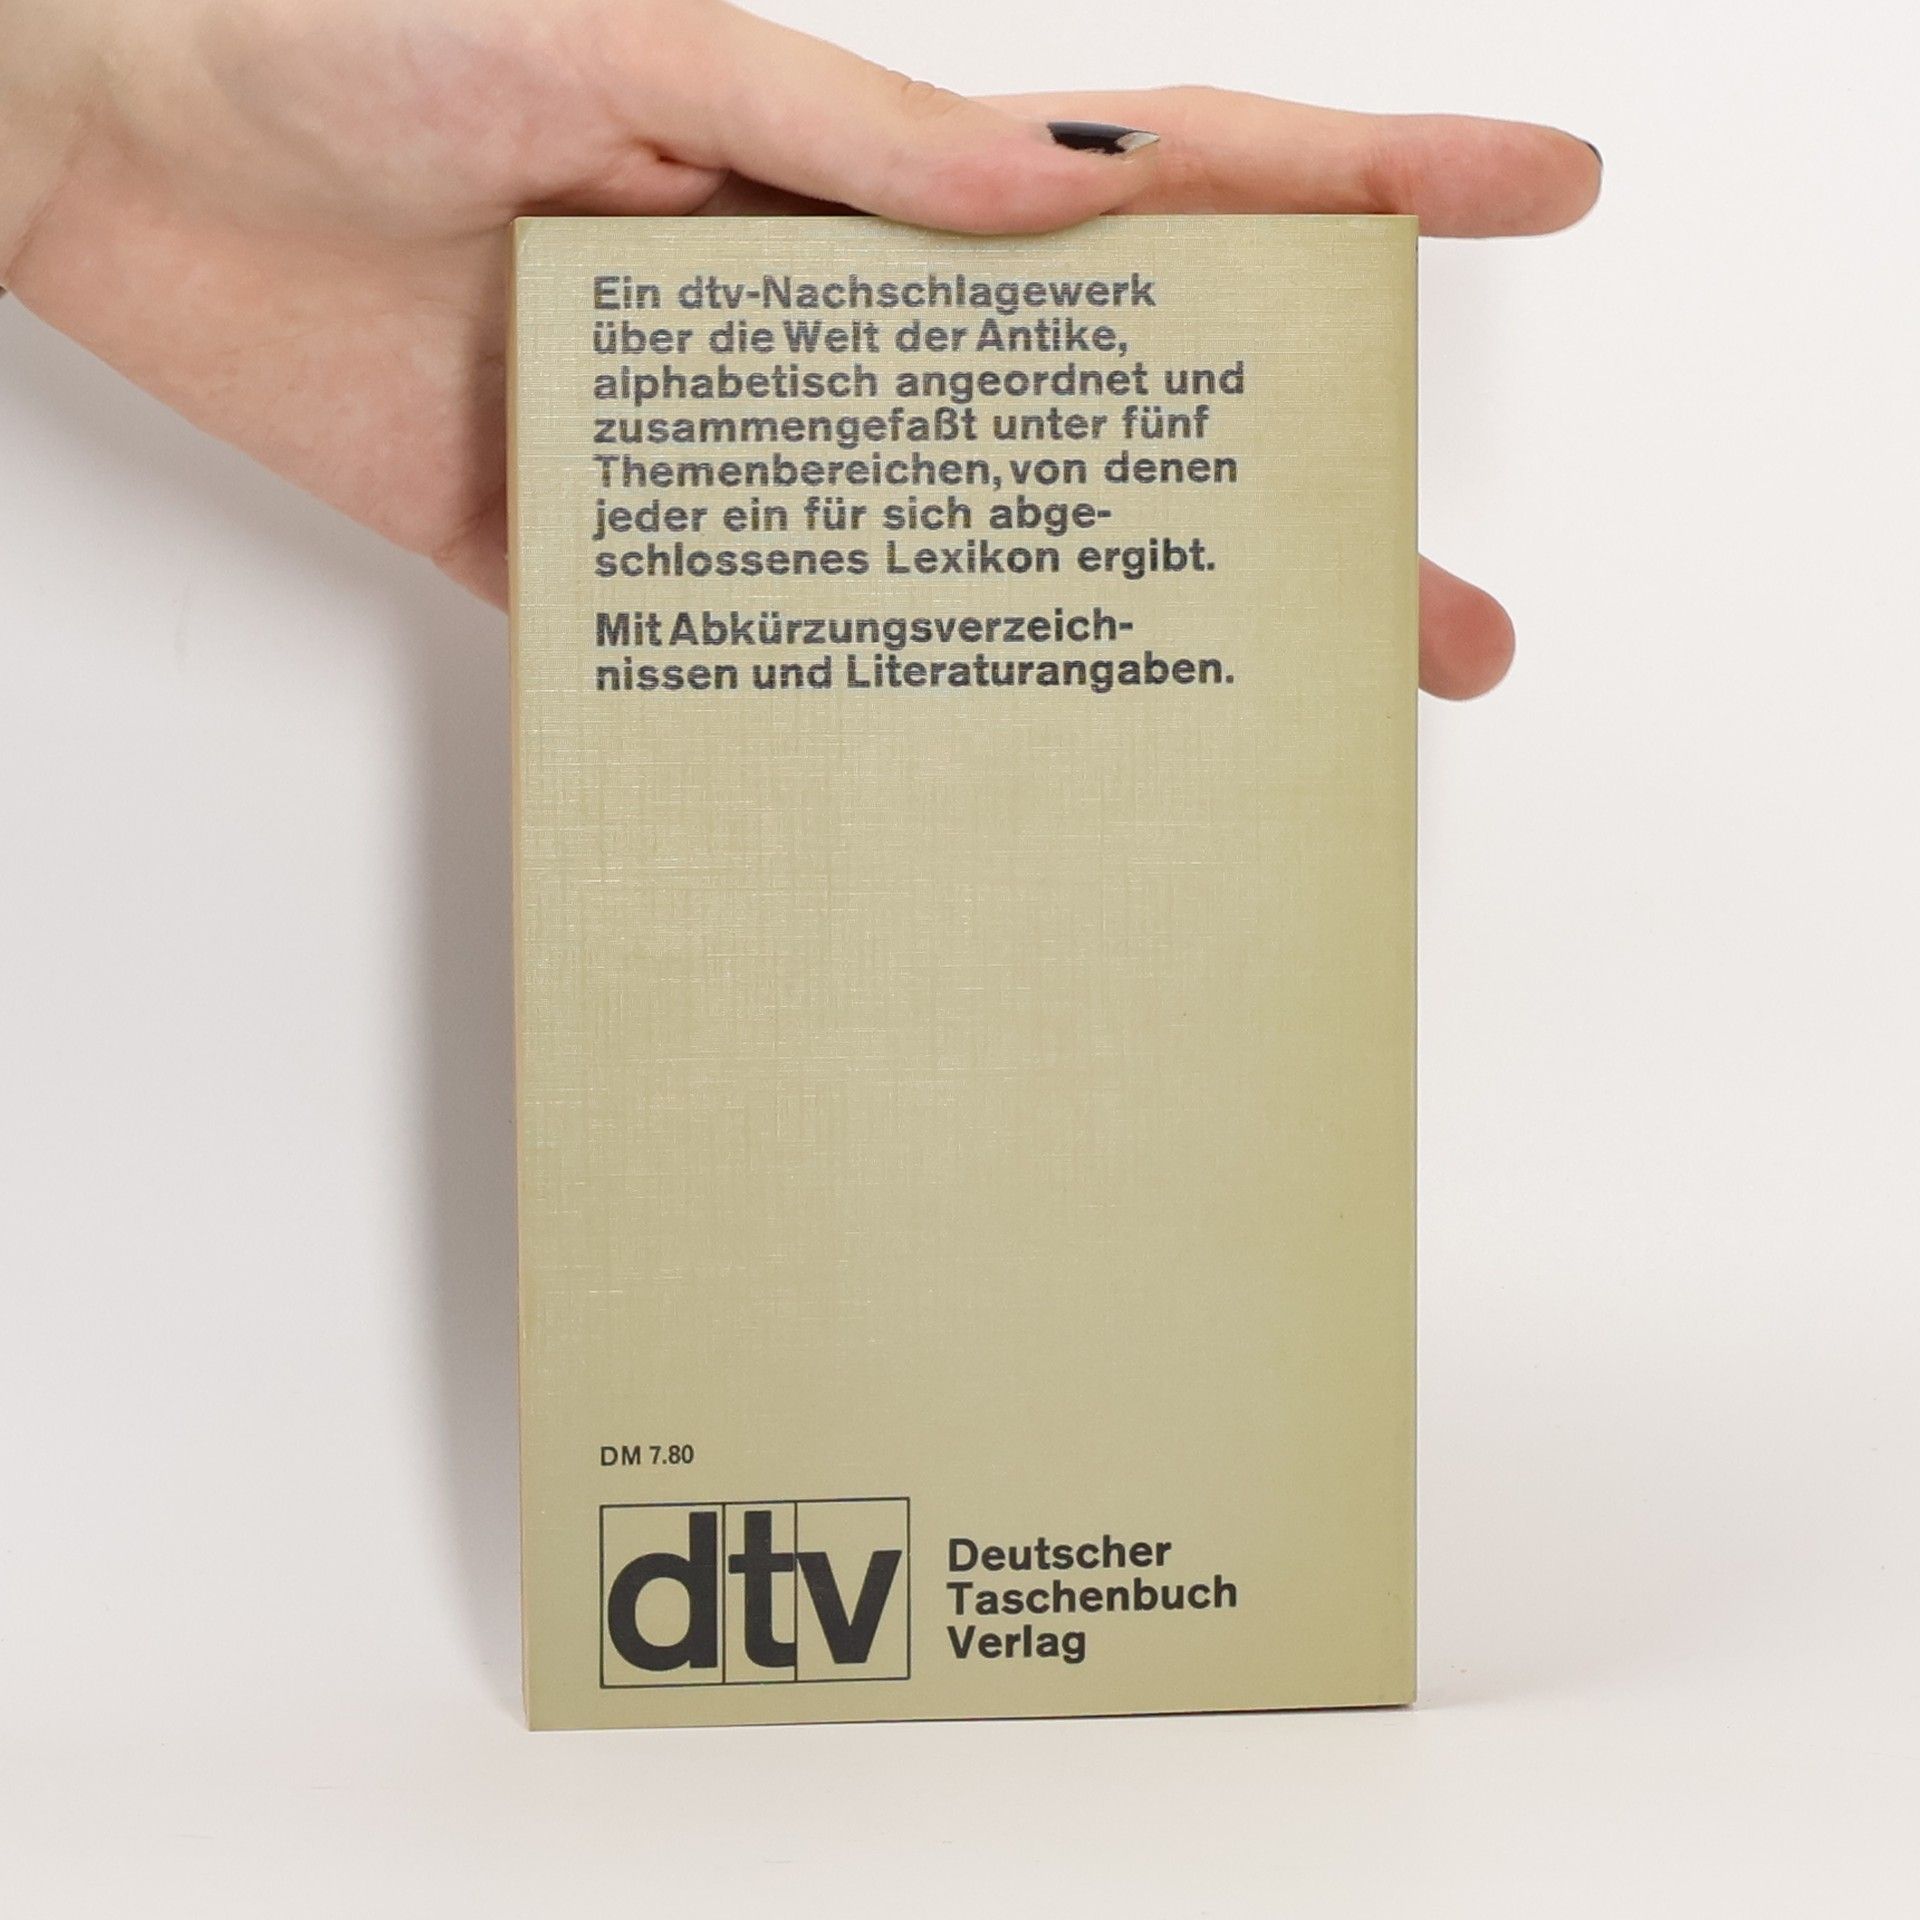 Ein dtv-Nachschlagewerk
über die Welt der Antike,
alphabetisch angeordnet und
zusammengefaßt unter fünf
Themenbereichen, von denen
jeder ein für sich abge-
schlossenes Lexikon ergibt.
Mit Abkürzungsverzeich-
nissen und Literaturangaben.
DM 7.80
dtv
Deutscher
Taschenbuch
Verlag